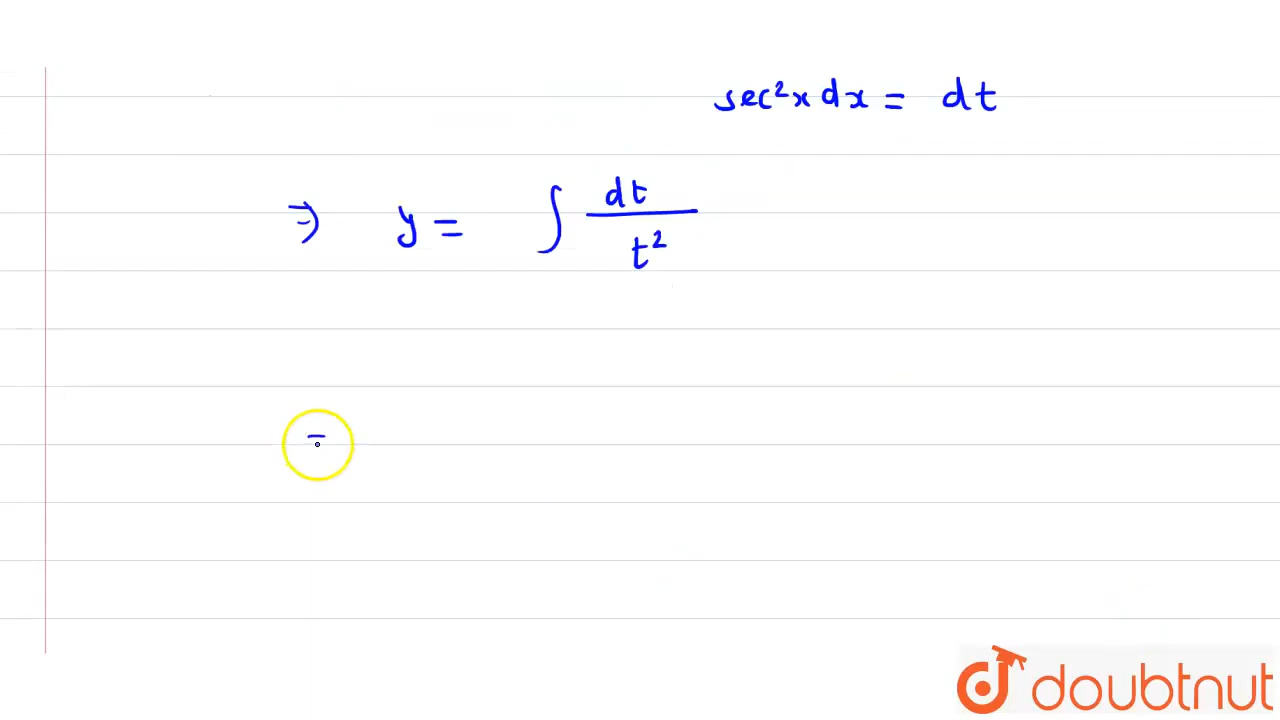 sec²x dx = dt
⇒ y = ∫ dt / t²
=
doubtnut